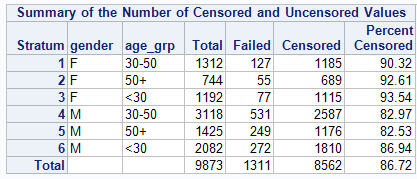 Summary of the Number of Censored and Uncensored Values
Stratum gender age_grp Total Failed Censored Percent Censored
1 F 30-50 1312 127 1185 90.32
2 F 50+ 744 55 689 92.61
3 F <30 1192 77 1115 93.54
4 M 30-50 3118 531 2587 82.97
5 M 50+ 1425 249 1176 82.53
6 M <30 2082 272 1810 86.94
Total 9873 1311 8562 86.72